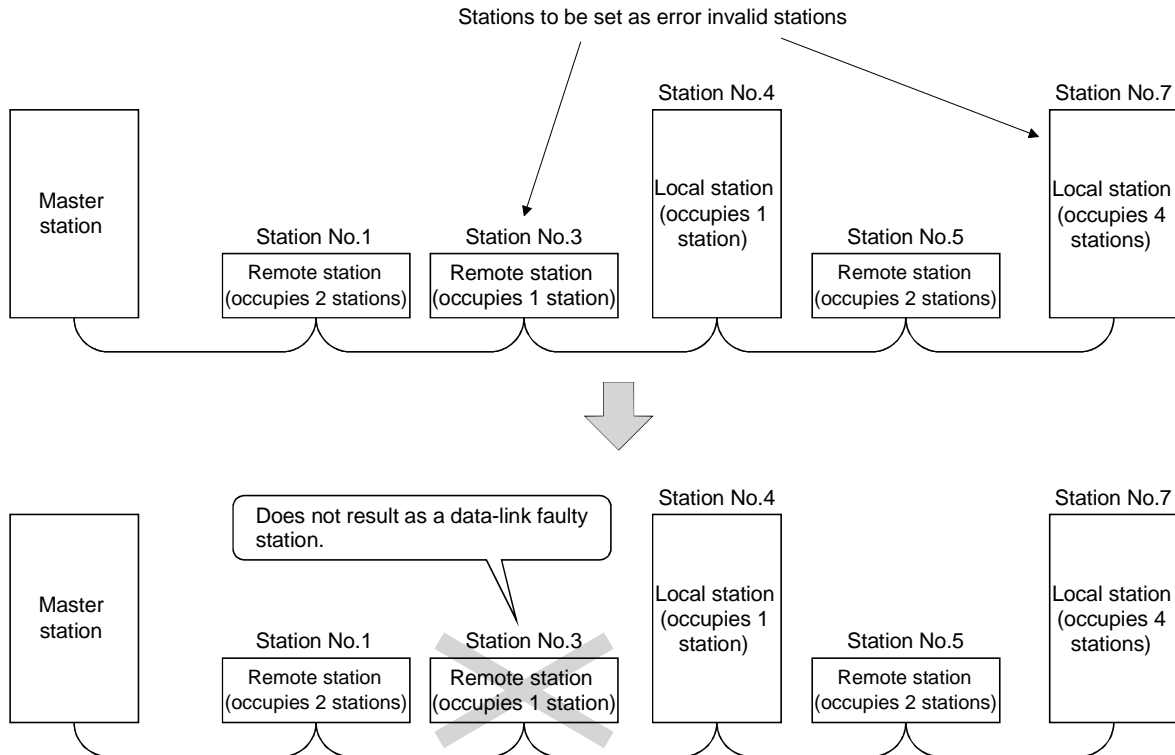 Stations to be set as error invalid stations
Station No.4
Station No.7
Master
station
Local station
(occupies 1
station)
Local station
(occupies 4
stations)
Station No.1
Station No.3
Station No.5
Remote station
(occupies 2 stations)
Remote station
(occupies 1 station)
Remote station
(occupies 2 stations)
Station No.4
Station No.7
Does not result as a data-link faulty
station.
Master
station
Local station
(occupies 1
station)
Local station
(occupies 4
stations)
Station No.1
Station No.3
Station No.5
Remote station
(occupies 2 stations)
Remote station
(occupies 1 station)
Remote station
(occupies 2 stations)